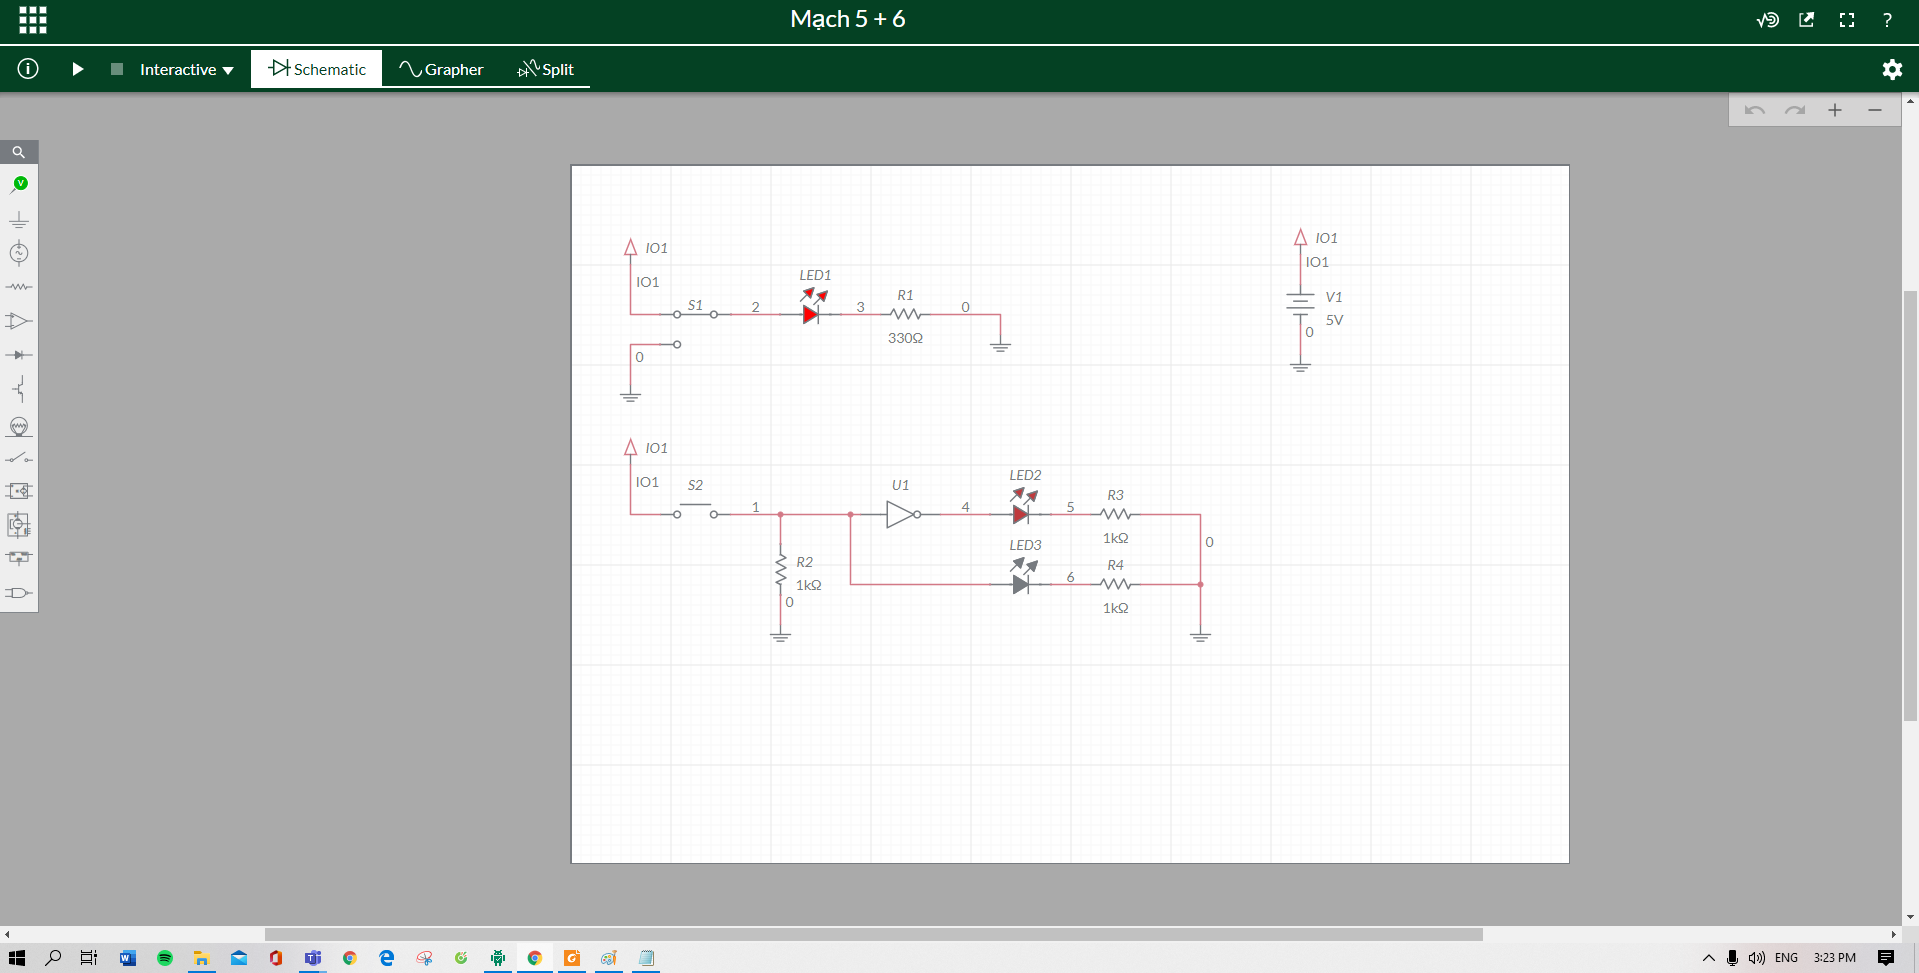 Mạch 5 + 6
Interactive
Schematic
Grapher
Split
IO1
IO1
S1
2
LED1
3
R1
330Ω
0
0
IO1
IO1
V1
5V
0
IO1
IO1
S2
1
U1
4
LED2
5
R3
1kΩ
0
LED3
6
R4
1kΩ
R2
1kΩ
0
ENG
3:23 PM